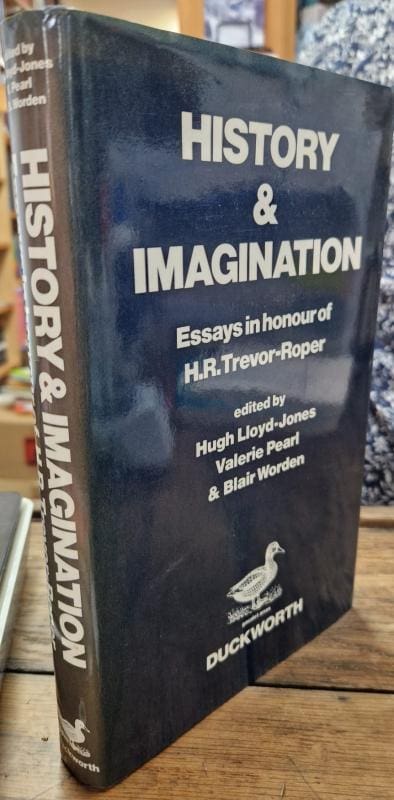 HISTORY
&
IMAGINATION
Essays in honour of
H.R. Trevor-Roper
edited by
Hugh Lloyd-Jones
Valerie Pearl
& Blair Worden
DUCKWORTH
edited by
oyd-Jones
Pearl
Worden
HISTORY & IMAGINATION
Duckworth